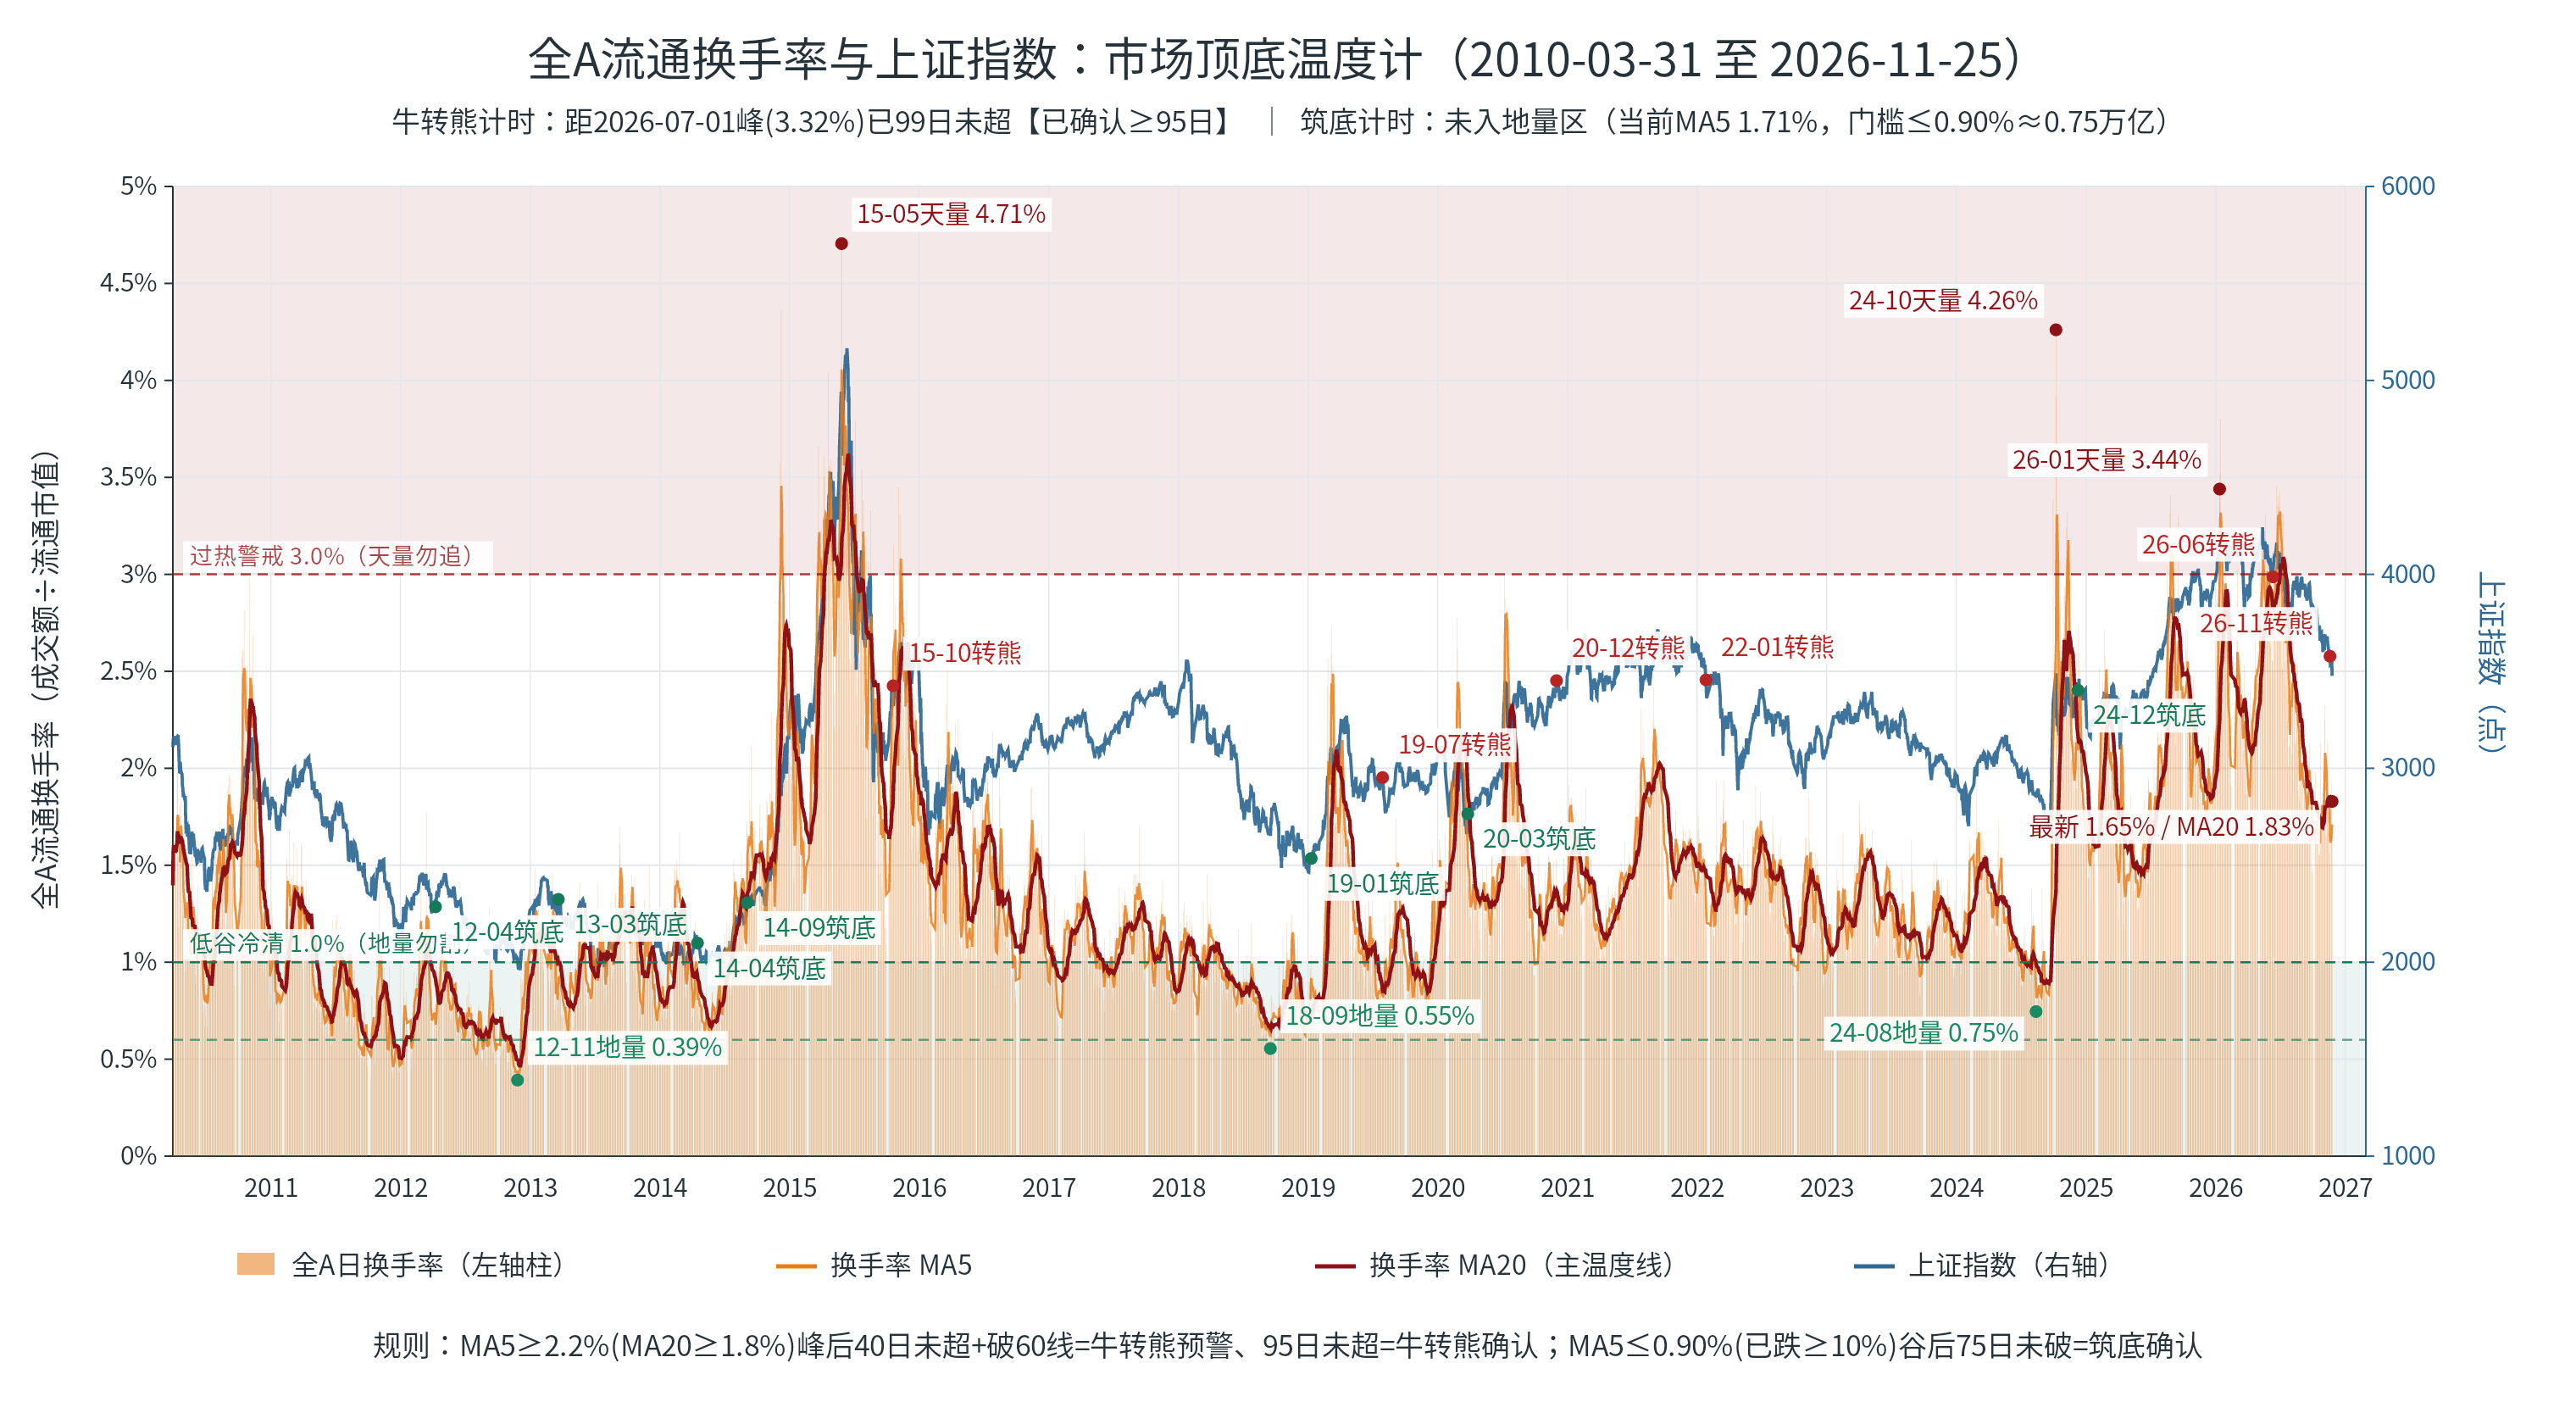 全A流通换手率与上证指数：市场顶底温度计（2010-03-31 至 2026-11-25）
牛转熊计时：距2026-07-01峰(3.32%)已99日未超【已确认≥95日】 ｜ 筑底计时：未入地量区（当前MA5 1.71%，门槛≤0.90%≈0.75万亿）
全A流通换手率（成交额÷流通市值）
上证指数（点）
5%
4.5%
4%
3.5%
3%
2.5%
2%
1.5%
1%
0.5%
0%
6000
5000
4000
3000
2000
1000
15-05天量 4.71%
24-10天量 4.26%
26-01天量 3.44%
26-06转熊
过热警戒 3.0%（天量勿追）
26-11转熊
15-10转熊
20-12转熊
22-01转熊
24-12筑底
19-07转熊
最新 1.65% / MA20 1.83%
20-03筑底
19-01筑底
低谷冷清 1.0%（地量勿
12-04筑底
13-03筑底
14-09筑底
14-04筑底
18-09地量 0.55%
24-08地量 0.75%
12-11地量 0.39%
2011 2012 2013 2014 2015 2016 2017 2018 2019 2020 2021 2022 2023 2024 2025 2026 2027
全A日换手率（左轴柱） 换手率 MA5 换手率 MA20（主温度线） 上证指数（右轴）
规则：MA5≥2.2%(MA20≥1.8%)峰后40日未超+破60线=牛转熊预警、95日未超=牛转熊确认；MA5≤0.90%(已跌≥10%)谷后75日未破=筑底确认